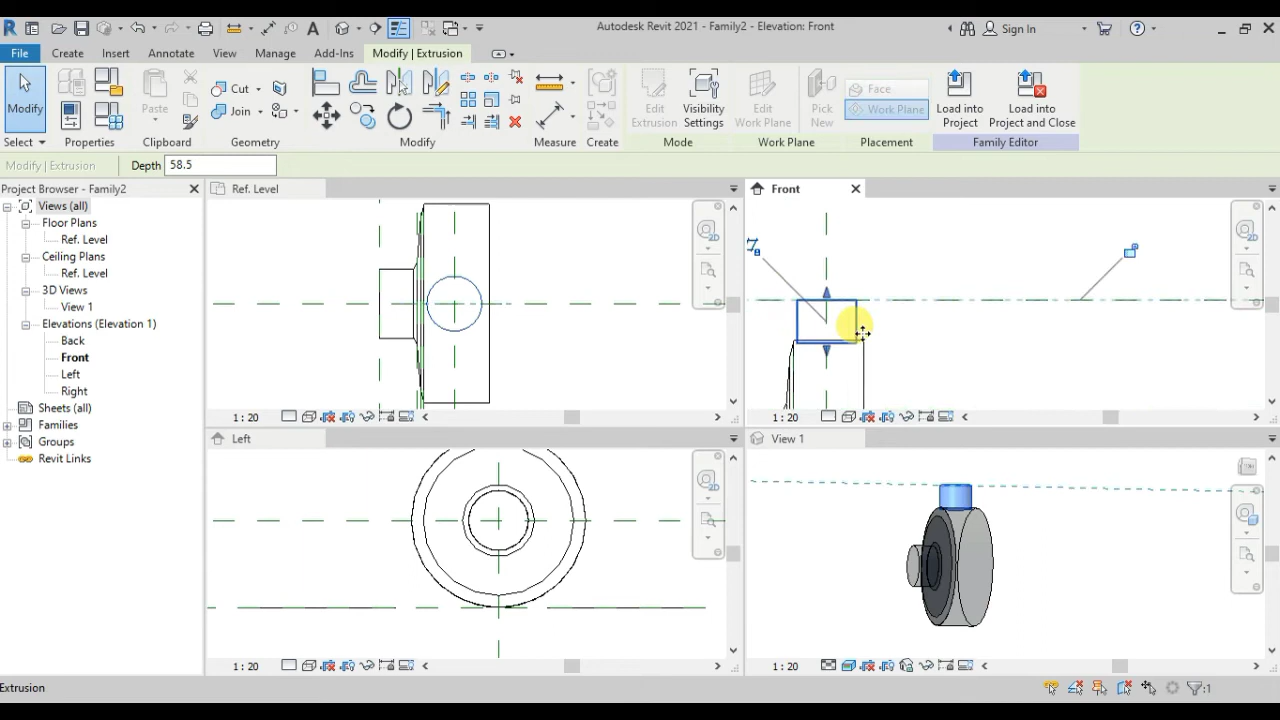 Autodesk Revit 2021 - Family2 - Elevation: Front
Sign In
File Create Insert Annotate View Manage Add-Ins Modify | Extrusion
Modify
Paste
Cut
Join
Edit Extrusion
Visibility Settings
Edit Work Plane
Pick New
Face
Work Plane
Load into Project
Load into Project and Close
Select Properties Clipboard Geometry Modify Measure Create Mode Work Plane Placement Family Editor
Modify | Extrusion Depth 58.5
Project Browser - Family2
Ref. Level
Front
Views (all)
Floor Plans
Ref. Level
Ceiling Plans
Ref. Level
3D Views
View 1
Elevations (Elevation 1)
Back
Front
Left
Right
Sheets (all)
Families
Groups
Revit Links
1 : 20
1 : 20
Left
View 1
1 : 20
1 : 20
Extrusion
:1